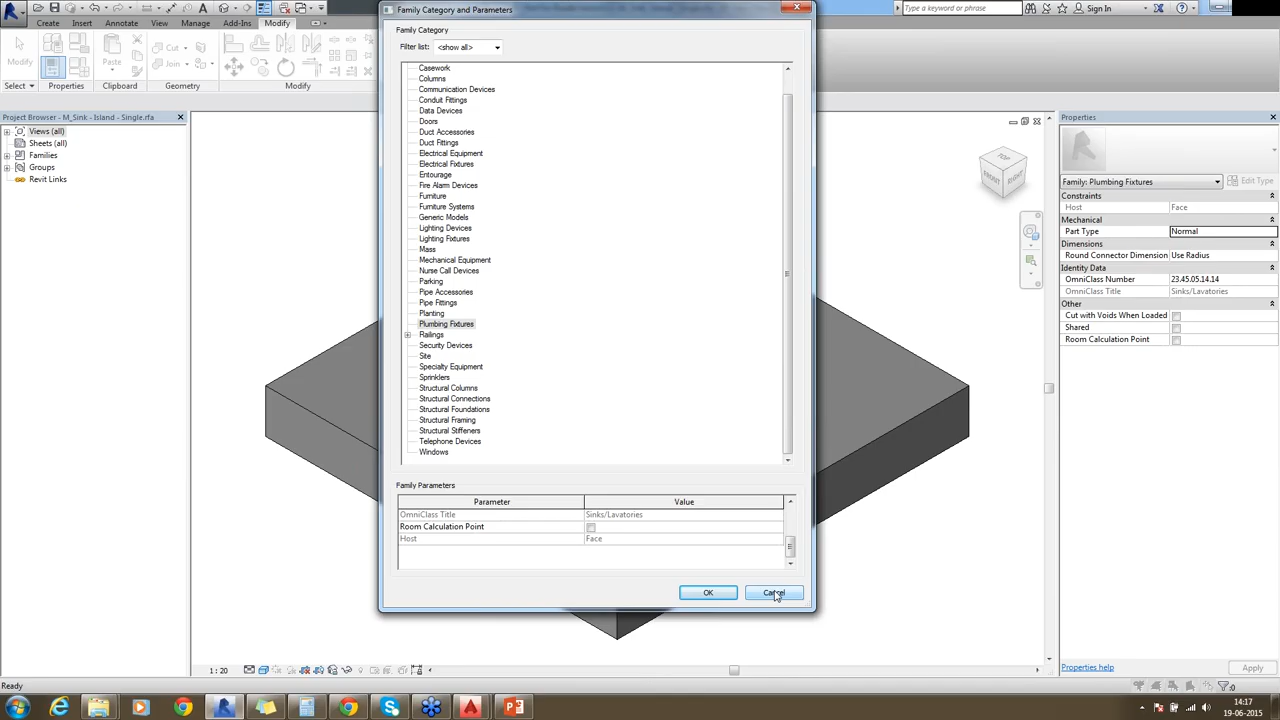 Family Category and Parameters
Type a keyword or phrase
Sign In
Create
Insert
Annotate
View
Manage
Add-Ins
Modify
Modify
Cut
Join
Paste
Select
Properties
Clipboard
Geometry
Modify
Project Browser - M_Sink - Island - Single.rfa
Views (all)
Sheets (all)
Families
Groups
Revit Links
Family Category
Filter list:
<show all>
Casework
Columns
Communication Devices
Conduit Fittings
Data Devices
Doors
Duct Accessories
Duct Fittings
Electrical Equipment
Electrical Fixtures
Entourage
Fire Alarm Devices
Furniture
Furniture Systems
Generic Models
Lighting Devices
Lighting Fixtures
Mass
Mechanical Equipment
Nurse Call Devices
Parking
Pipe Accessories
Pipe Fittings
Planting
Plumbing Fixtures
Railings
Security Devices
Site
Specialty Equipment
Sprinklers
Structural Columns
Structural Connections
Structural Foundations
Structural Framing
Structural Stiffeners
Telephone Devices
Windows
Family Parameters
Parameter Value
OmniClass Title Sinks/Lavatories
Room Calculation Point
Host Face
OK
Cancel
TOP
FRONT
RIGHT
Properties
Family: Plumbing Fixtures
Edit Type
Constraints
Host Face
Mechanical
Part Type Normal
Dimensions
Round Connector Dimension Use Radius
Identity Data
OmniClass Number 23.45.05.14.14
OmniClass Title Sinks/Lavatories
Other
Cut with Voids When Loaded
Shared
Room Calculation Point
Properties help
Apply
1 : 20
Ready
:0
14:17
19-06-2015